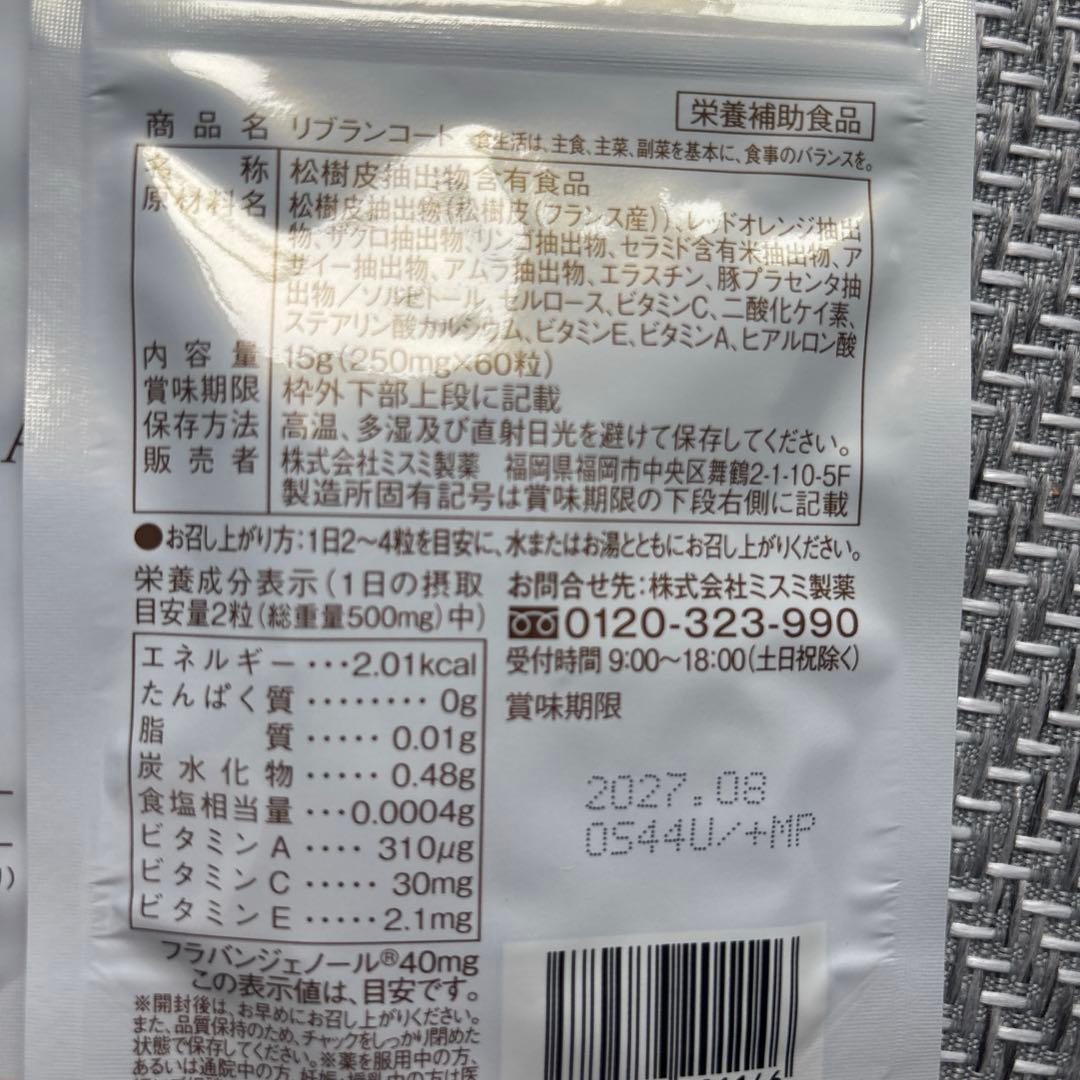 栄養補助食品
商品名 リブランコート 食生活は、主食、主菜、副菜を基本に、食事のバランスを。
名称 松樹皮抽出物含有食品
原材料名 松樹皮抽出物(松樹皮(フランス産))、レッドオレンジ抽出
物、ザクロ抽出物、リンゴ抽出物、セラミド含有米抽出物、ア
サイー抽出物、アムラ抽出物、エラスチン、豚プラセンタ抽
出物/ソルビトール、セルロース、ビタミンC、二酸化ケイ素、
ステアリン酸カルシウム、ビタミンE、ビタミンA、ヒアルロン酸
内容量 15g(250mg×60粒)
賞味期限 枠外下部上段に記載
保存方法 高温、多湿及び直射日光を避けて保存してください。
販売者 株式会社ミスミ製薬 福岡県福岡市中央区舞鶴2-1-10-5F
製造所固有記号は賞味期限の下段右側に記載
●お召し上がり方:1日2〜4粒を目安に、水またはお湯とともにお召し上がりください。
栄養成分表示(1日の摂取
目安量2粒(総重量500mg)中)
エネルギー・・・2.01kcal
たんぱく質・・・・・・・・0g
脂質・・・・・0.01g
炭水化物・・・・・0.48g
食塩相当量・・・0.0004g
ビタミンA・・・・310μg
ビタミンC・・・・・30mg
ビタミンE・・・・・2.1mg
フラバンジェノール®40mg
この表示値は、目安です。
※開封後は、お早めにお召し上がりください。
また、品質保持のため、チャックをしっかり閉めた
状態で保存してください。※薬を服用中の方、
あるいは通院中の方、妊娠・授乳中の方は医
お問合せ先:株式会社ミスミ製薬
0120-323-990
受付時間 9:00〜18:00(土日祝除く)
賞味期限
2027.08
0S44U/+MP